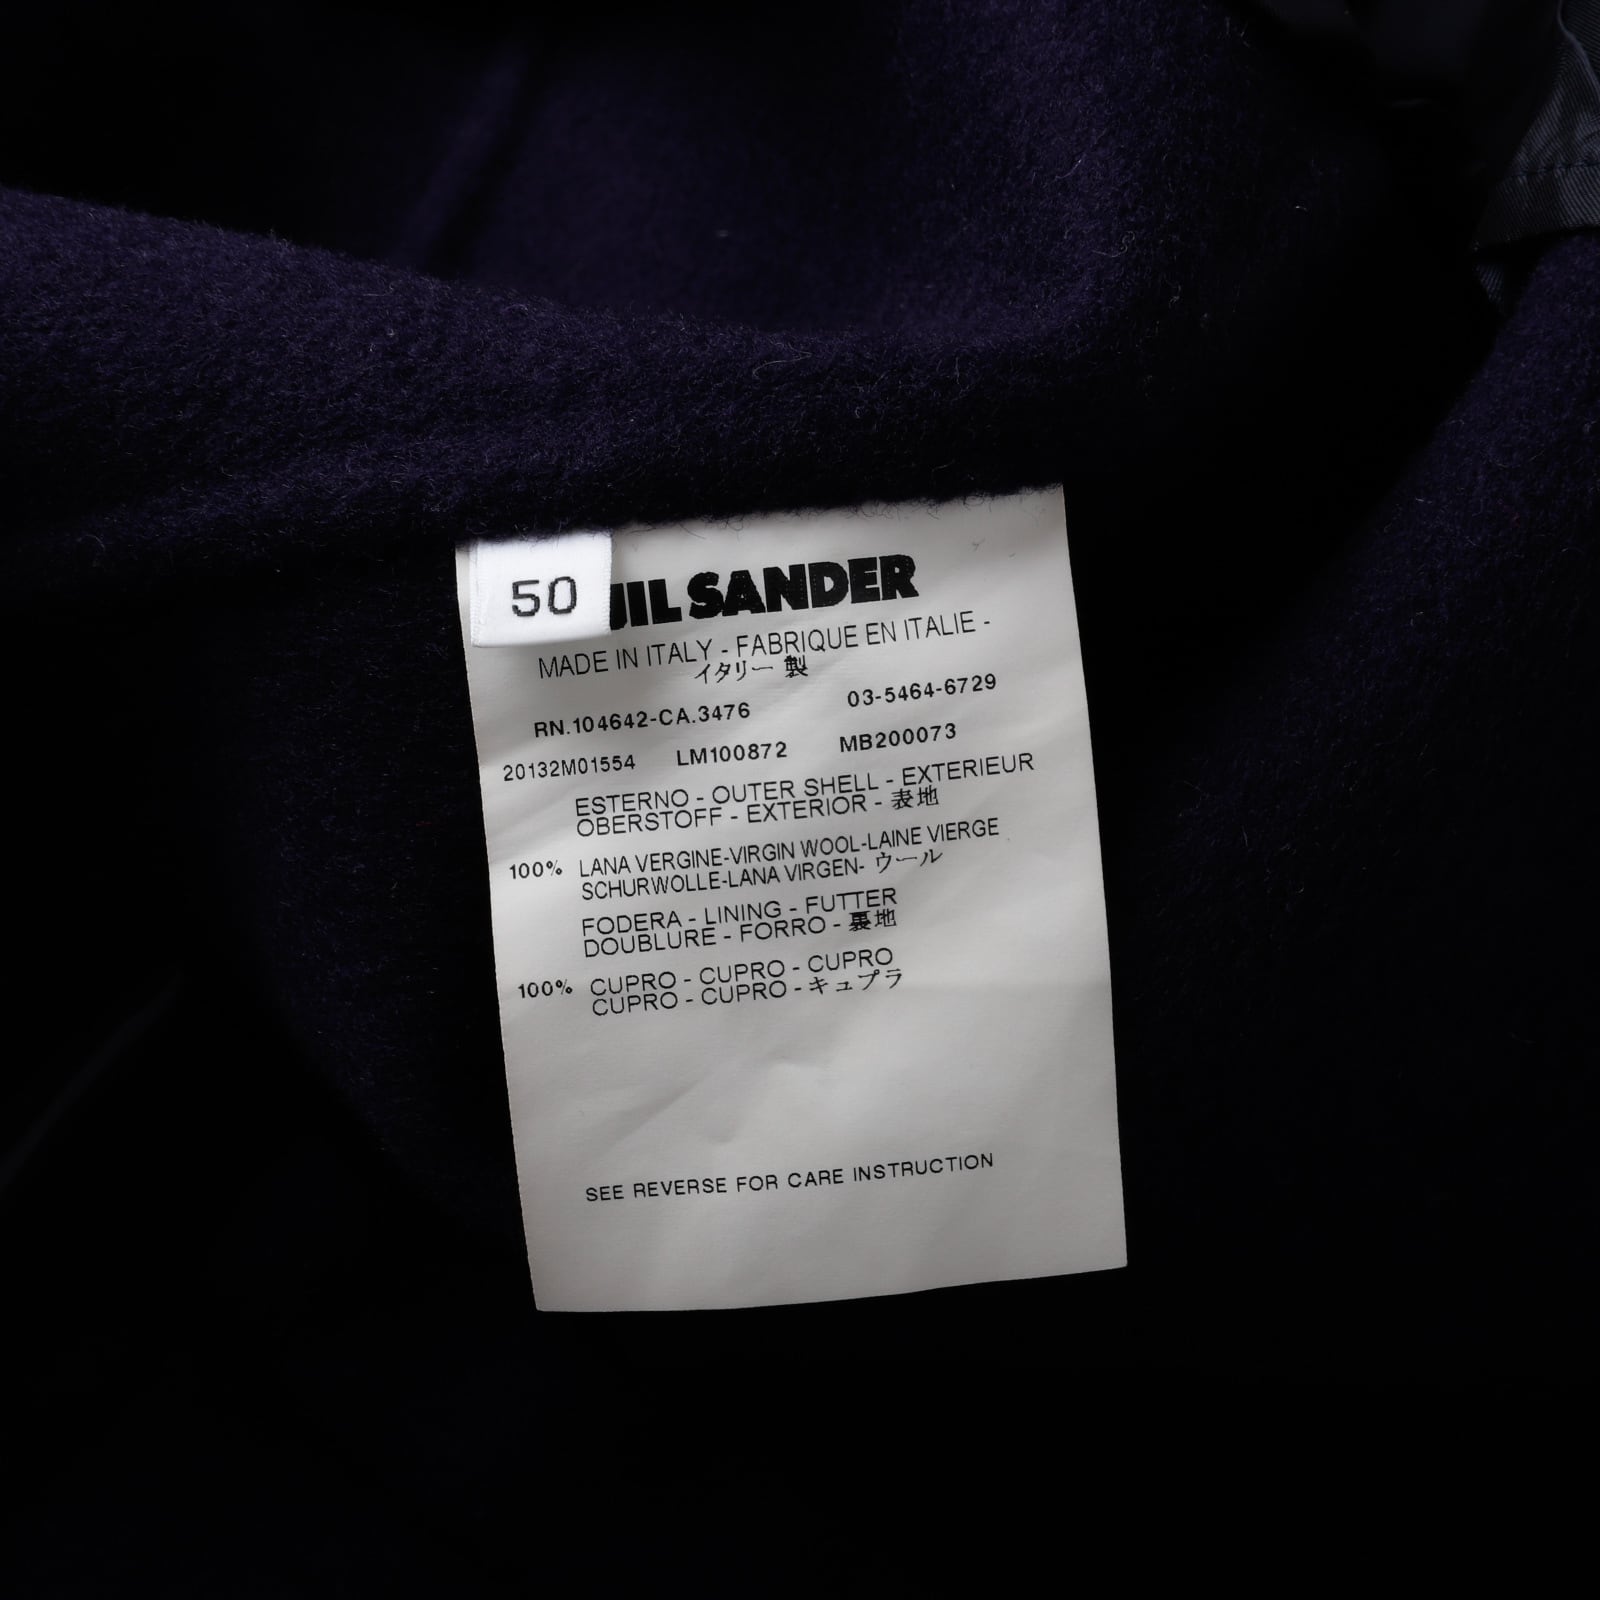 50
JIL SANDER
MADE IN ITALY - FABRIQUE EN ITALIE -
イタリー 製
RN.104642-CA.3476 03-5464-6729
20132M01554 LM100872 MB200073
ESTERNO - OUTER SHELL - EXTERIEUR
OBERSTOFF - EXTERIOR - 表地
100% LANA VERGINE-VIRGIN WOOL-LAINE VIERGE
SCHURWOLLE-LANA VIRGEN- ウール
FODERA - LINING - FUTTER
DOUBLURE - FORRO - 裏地
100% CUPRO - CUPRO - CUPRO
CUPRO - CUPRO - キュプラ
SEE REVERSE FOR CARE INSTRUCTION